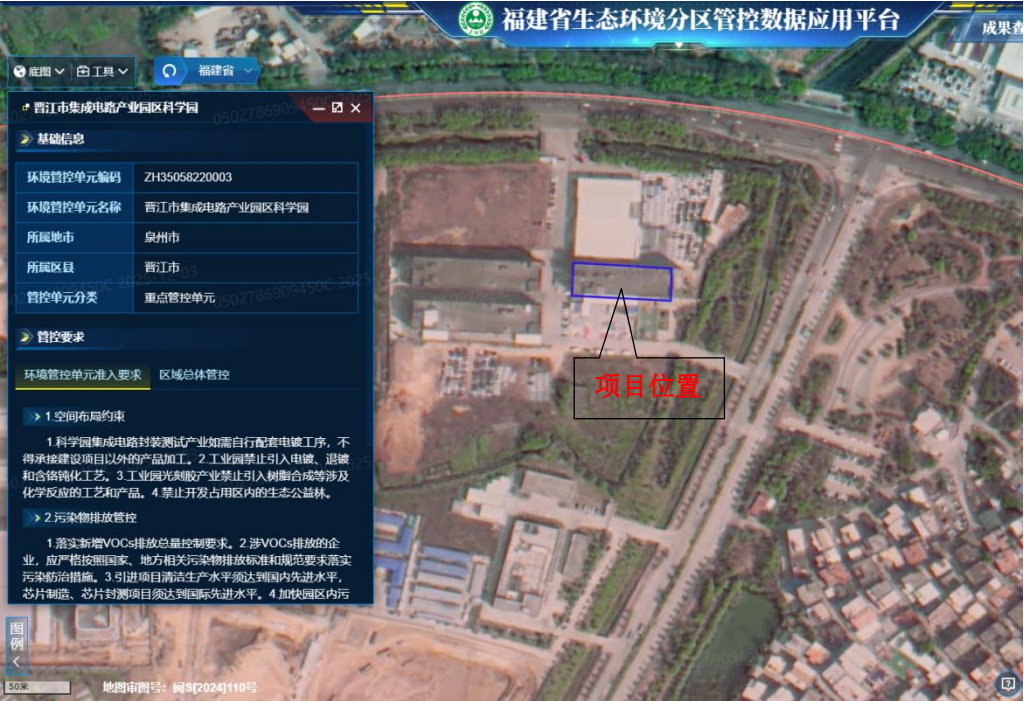 福建省生态环境分区管控数据应用平台
成果查
底图
工具
福建省
晋江市集成电路产业园区科学园
基础信息
环境管控单元编码 ZH35058220003
环境管控单元名称 晋江市集成电路产业园区科学园
所属地市 泉州市
所属区县 晋江市
管控单元分类 重点管控单元
管控要求
环境管控单元准入要求 区域总体管控
1.空间布局约束
1.科学园集成电路封装测试产业如需自行配套电镀工序，不
得承接建设项目以外的产品加工。2.工业园禁止引入电镀、退镀
和含铬钝化工艺。3.工业园光刻胶产业禁止引入树脂合成等涉及
化学反应的工艺和产品。4.禁止开发占用区内的生态公益林。
2.污染物排放管控
1.落实新增VOCs排放总量控制要求。2.涉VOCs排放的企
业，应严格按照国家、地方相关污染物排放标准和规范要求落实
污染防治措施。3.引进项目清洁生产水平须达到国内先进水平，
芯片制造、芯片封测项目须达到国际先进水平。4.加快园区内污
项目位置
图例
50米
地图审图号：闽S[2024]110号